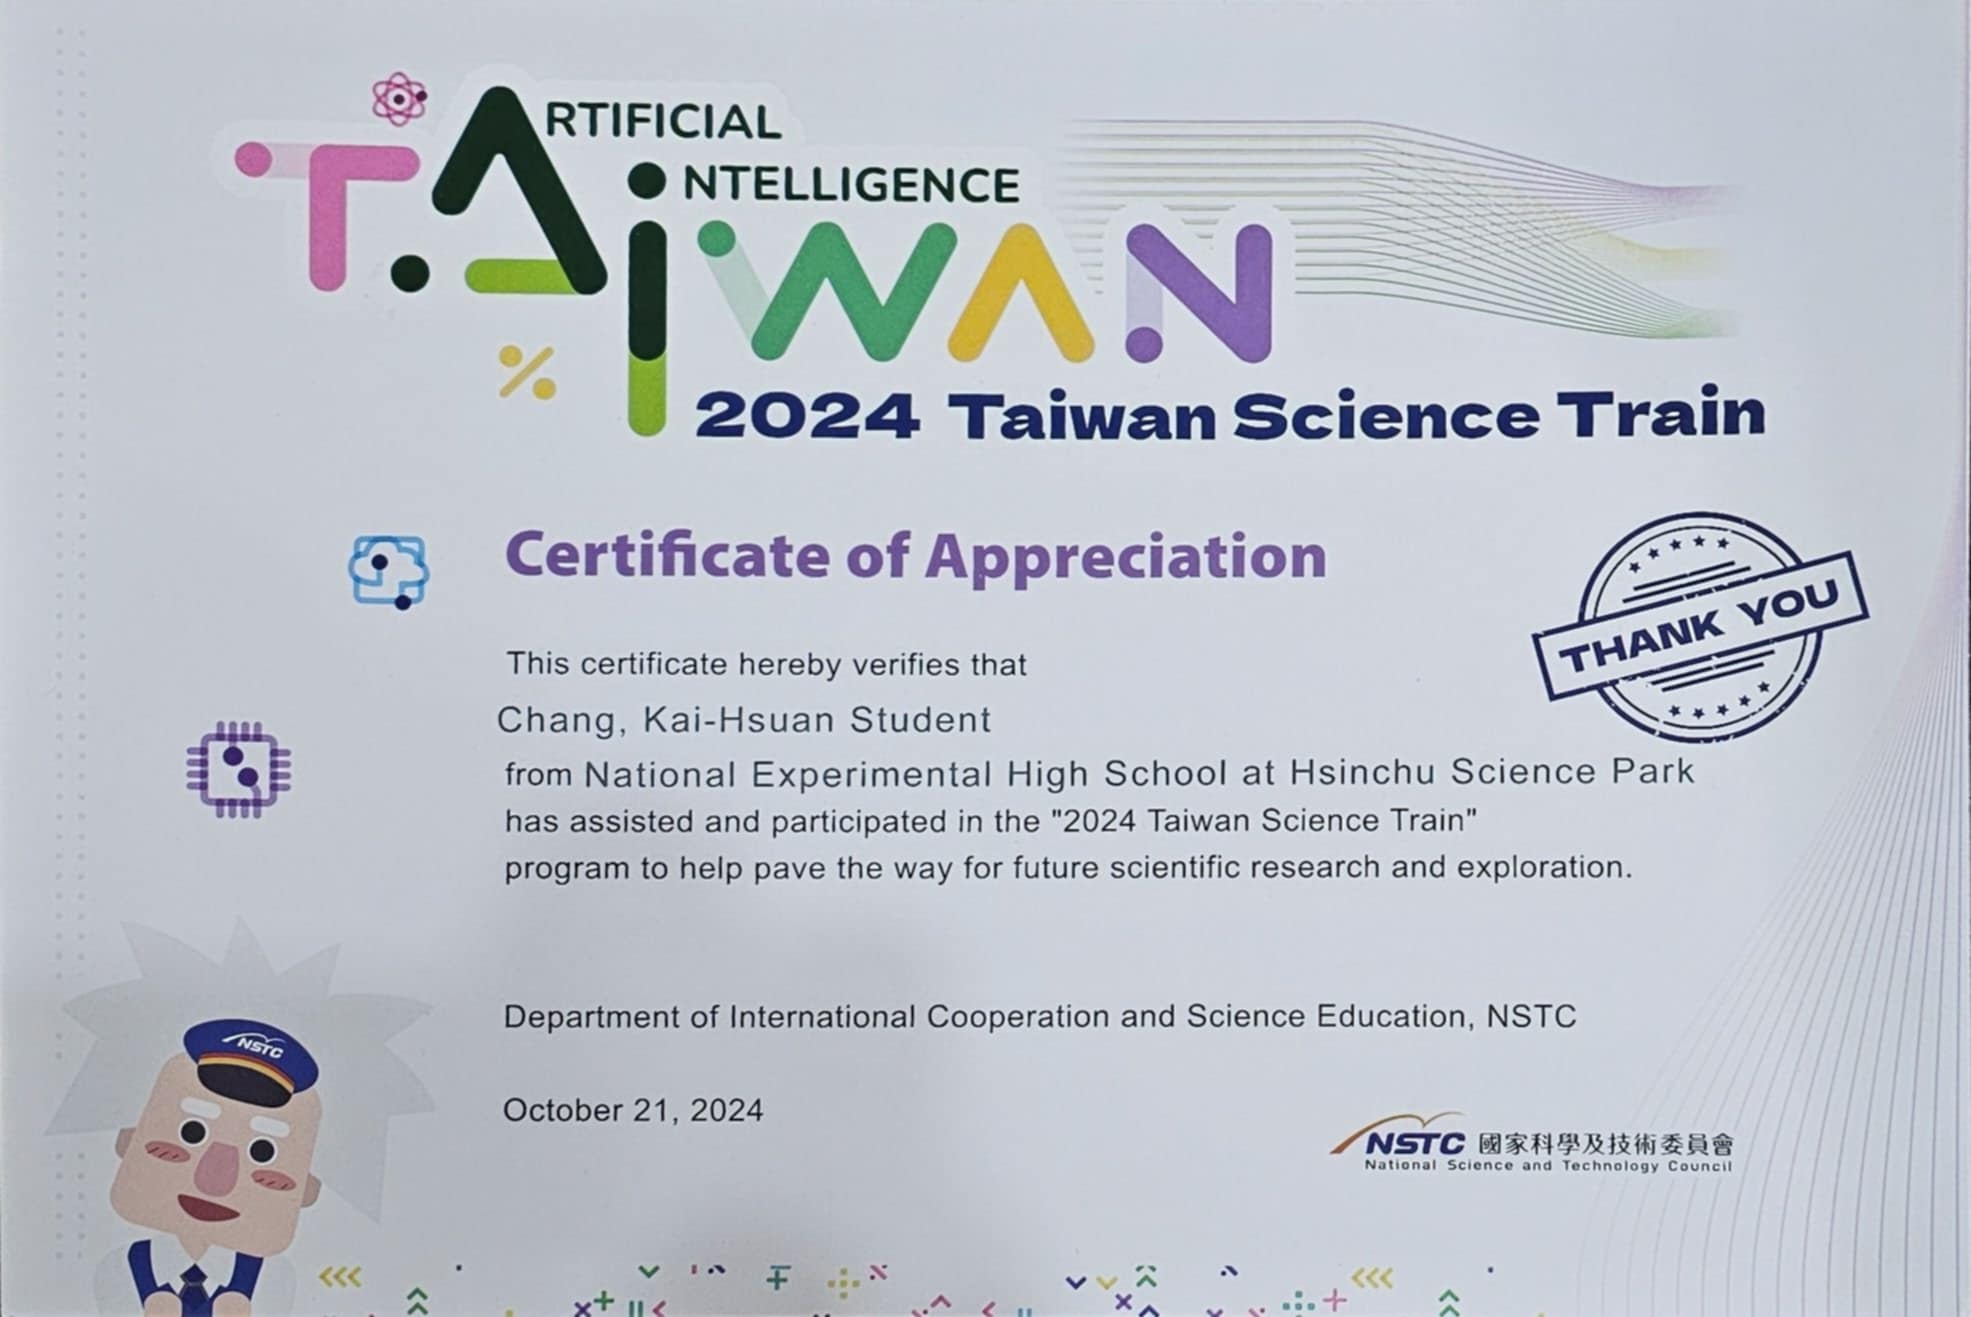 T.AiWAN
ARTIFICIAL
iNTELLIGENCE
2024 Taiwan Science Train
Certificate of Appreciation
THANK YOU
This certificate hereby verifies that
Chang, Kai-Hsuan Student
from National Experimental High School at Hsinchu Science Park
has assisted and participated in the "2024 Taiwan Science Train"
program to help pave the way for future scientific research and exploration.
Department of International Cooperation and Science Education, NSTC
NSTC
October 21, 2024
NSTC 國家科學及技術委員會
National Science and Technology Council